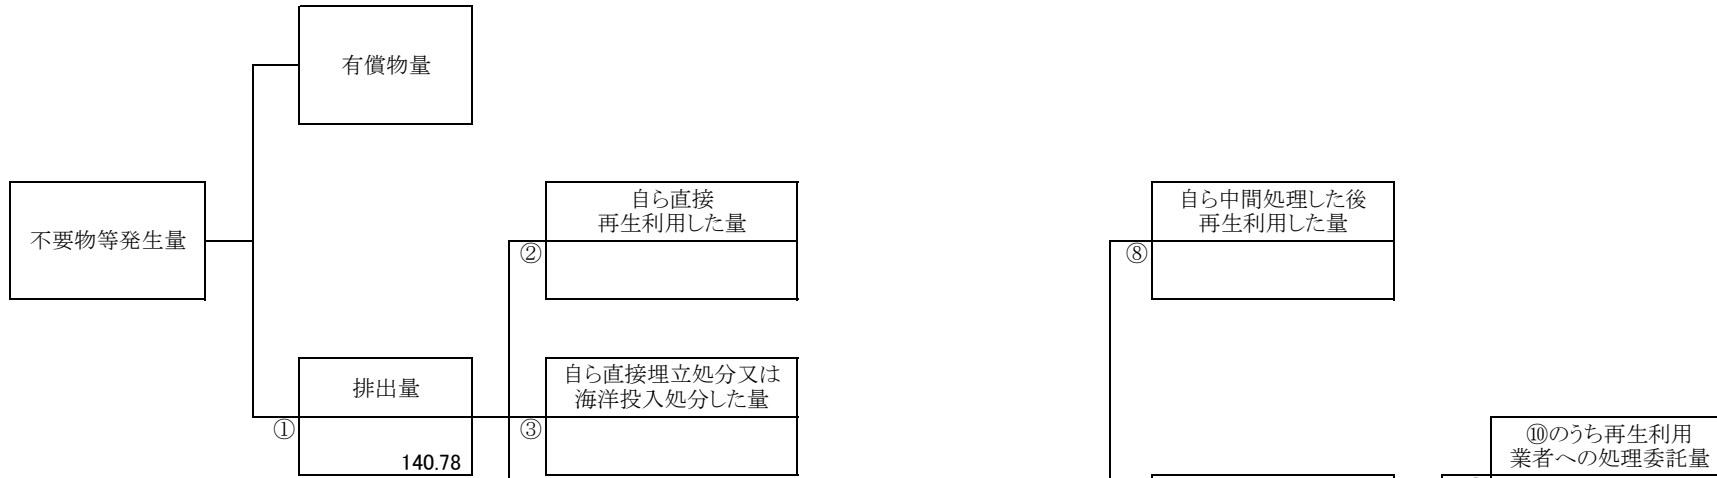 有償物量
不要物等発生量
自ら直接
再生利用した量
②
自ら中間処理した後
再生利用した量
⑧
排出量
①
140.78
自ら直接埋立処分又は
海洋投入処分した量
③
⑩のうち再生利用
業者への処理委託量